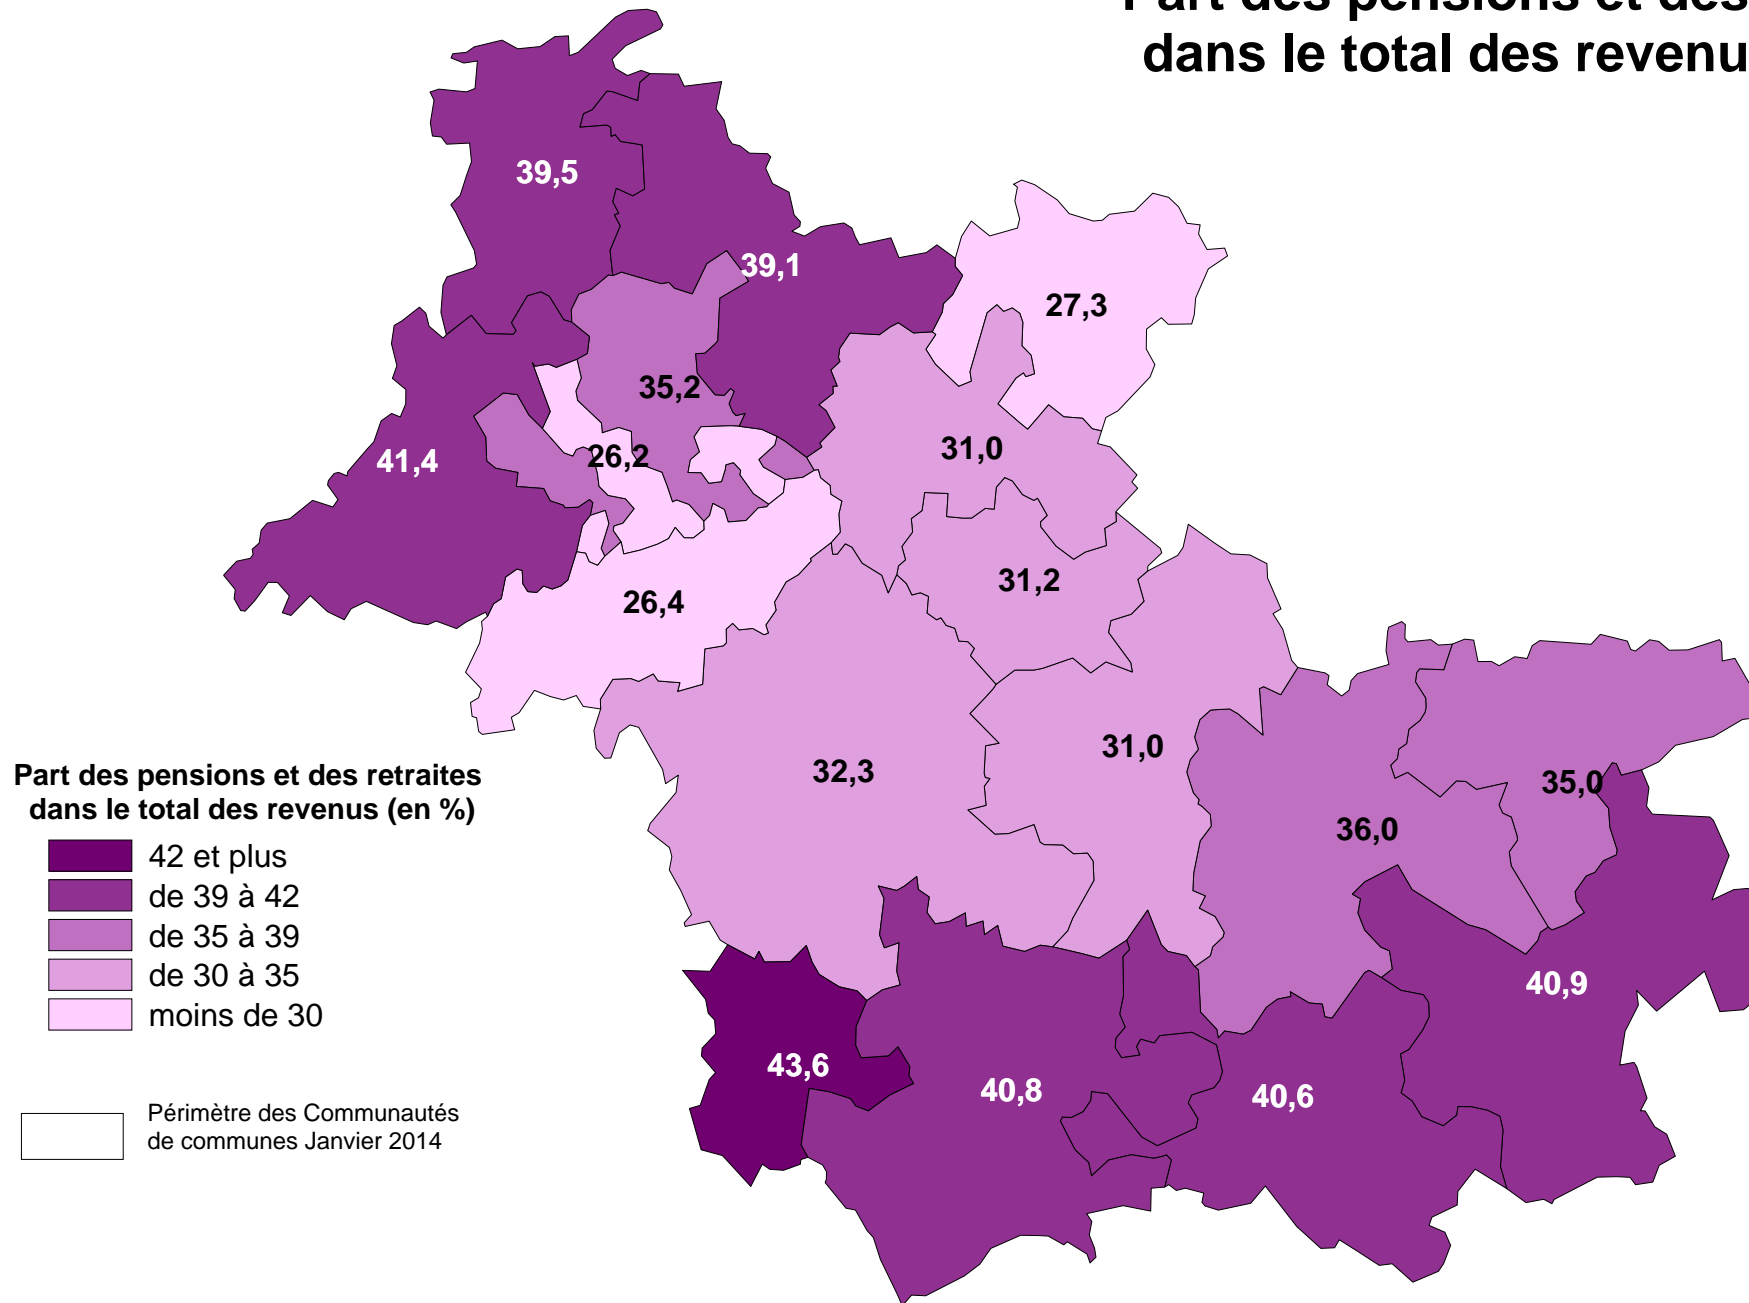 dans le total des revenu
39,5
39,1
27,3
35,2
31,0
41,4
26,2
31,2
26,4
31,0
32,3
35,0
36,0
40,9
43,6
40,8
40,6
Part des pensions et des retraites
dans le total des revenus (en %)
42 et plus
de 39 à 42
de 35 à 39
de 30 à 35
moins de 30
Périmètre des Communautés
de communes Janvier 2014